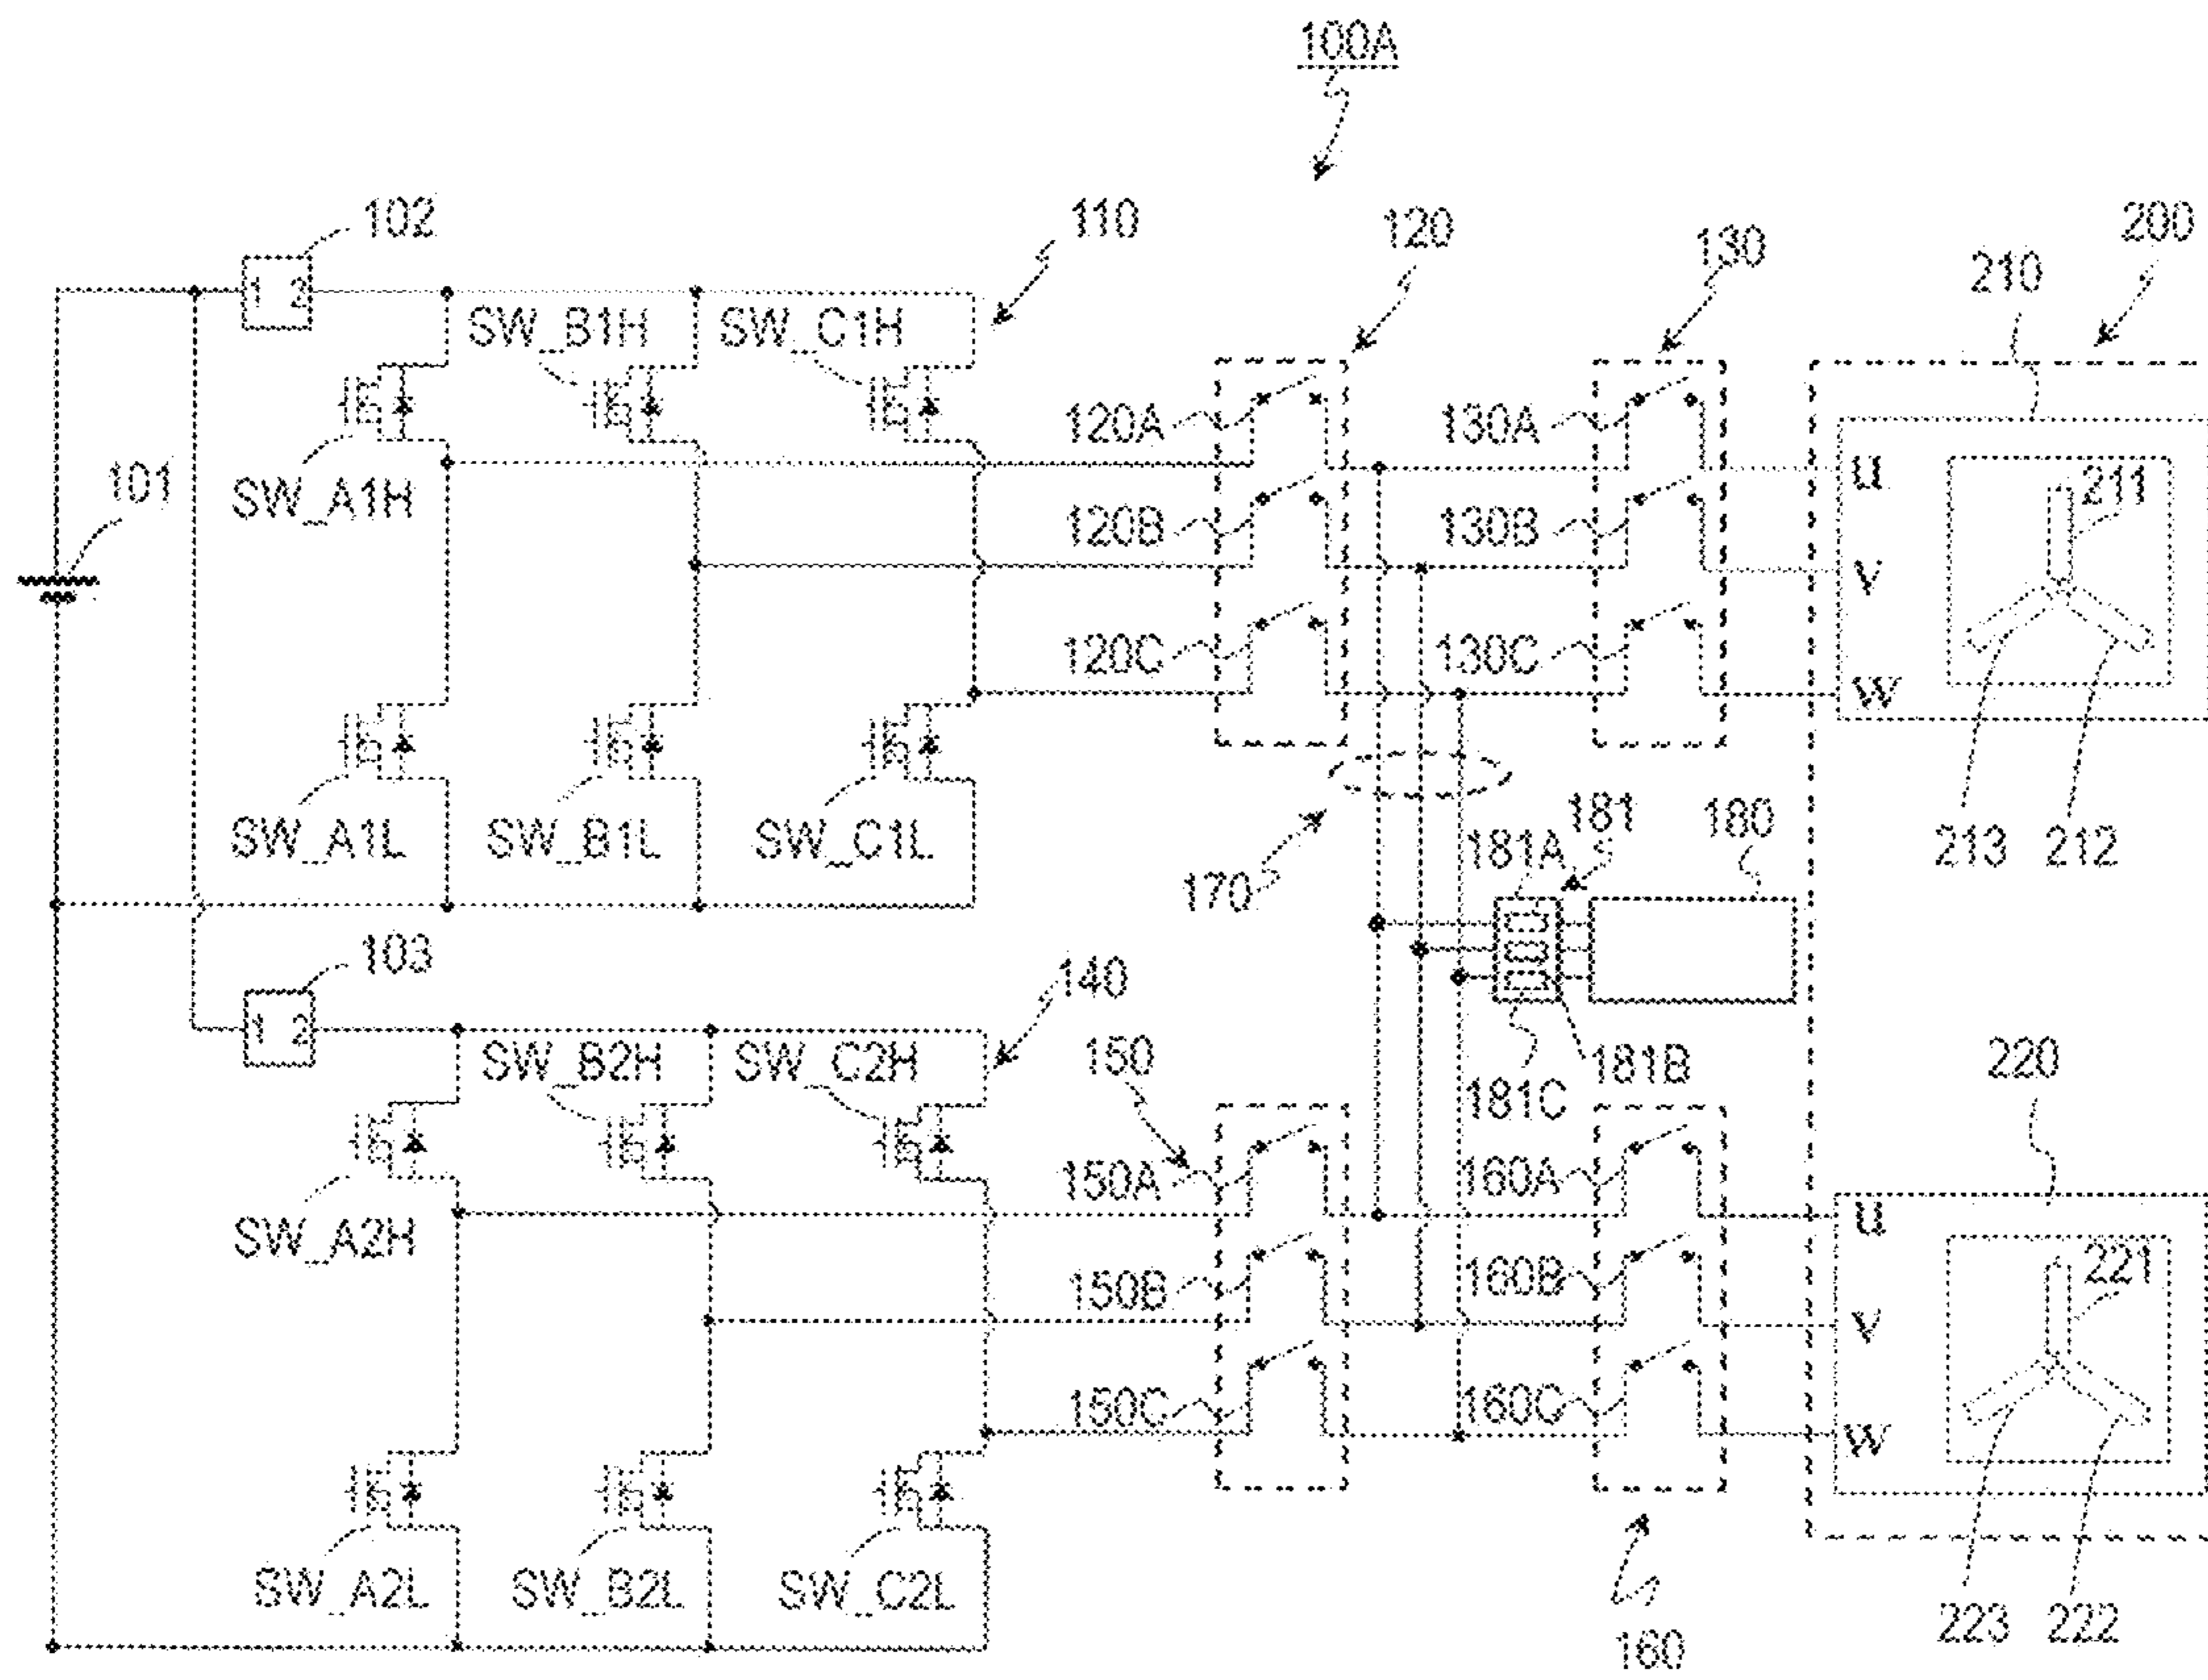 100A
102
110
120
130
200
210
1 2
SW_B1H
SW_C1H
120A
130A
u
211
101
SW_A1H
120B
130B
v
120C
130C
w
SW_A1L
SW_B1L
SW_C1L
181
180
213
212
181A
170
103
140
1 2
SW_B2H
SW_C2H
150
181B
181C
220
150A
160A
u
SW_A2H
221
150B
160B
v
150C
160C
w
SW_A2L
SW_B2L
SW_C2L
223
222
160